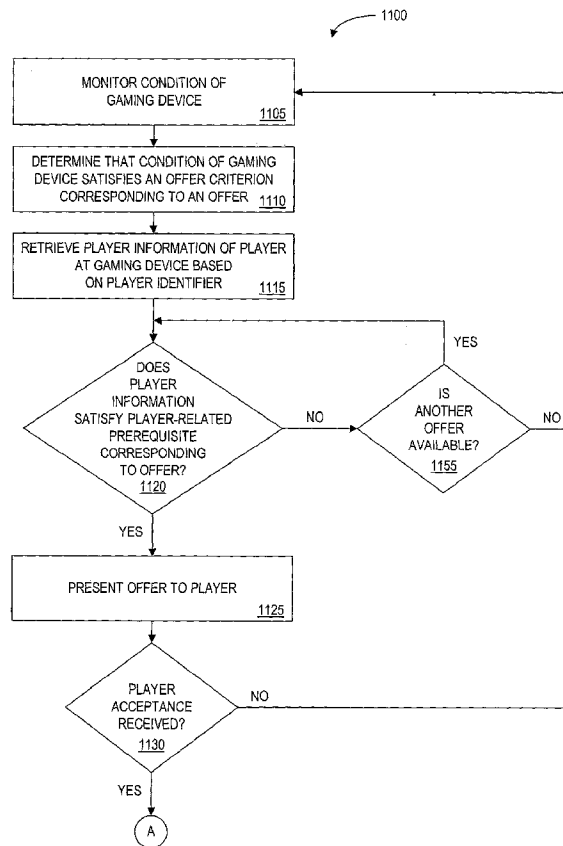 1100
MONITOR CONDITION OF
GAMING DEVICE
1105
DETERMINE THAT CONDITION OF GAMING
DEVICE SATISFIES AN OFFER CRITERION
CORRESPONDING TO AN OFFER
1110
RETRIEVE PLAYER INFORMATION OF PLAYER
AT GAMING DEVICE BASED
ON PLAYER IDENTIFIER
1115
YES
DOES
PLAYER
INFORMATION
SATISFY PLAYER-RELATED
PREREQUISITE
CORRESPONDING
TO OFFER?
1120
NO
IS
ANOTHER
OFFER
AVAILABLE?
1155
NO
YES
PRESENT OFFER TO PLAYER
1125
PLAYER
ACCEPTANCE
RECEIVED?
1130
NO
YES
A